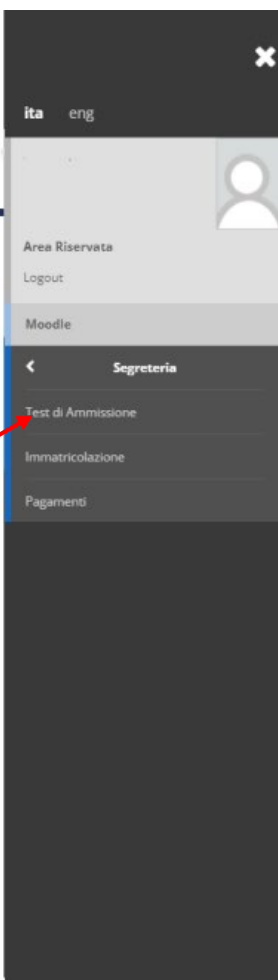 ita eng
Area Riservata
Logout
Moodle
Segreteria
Test di Ammissione
Immatricolazione
Pagamenti